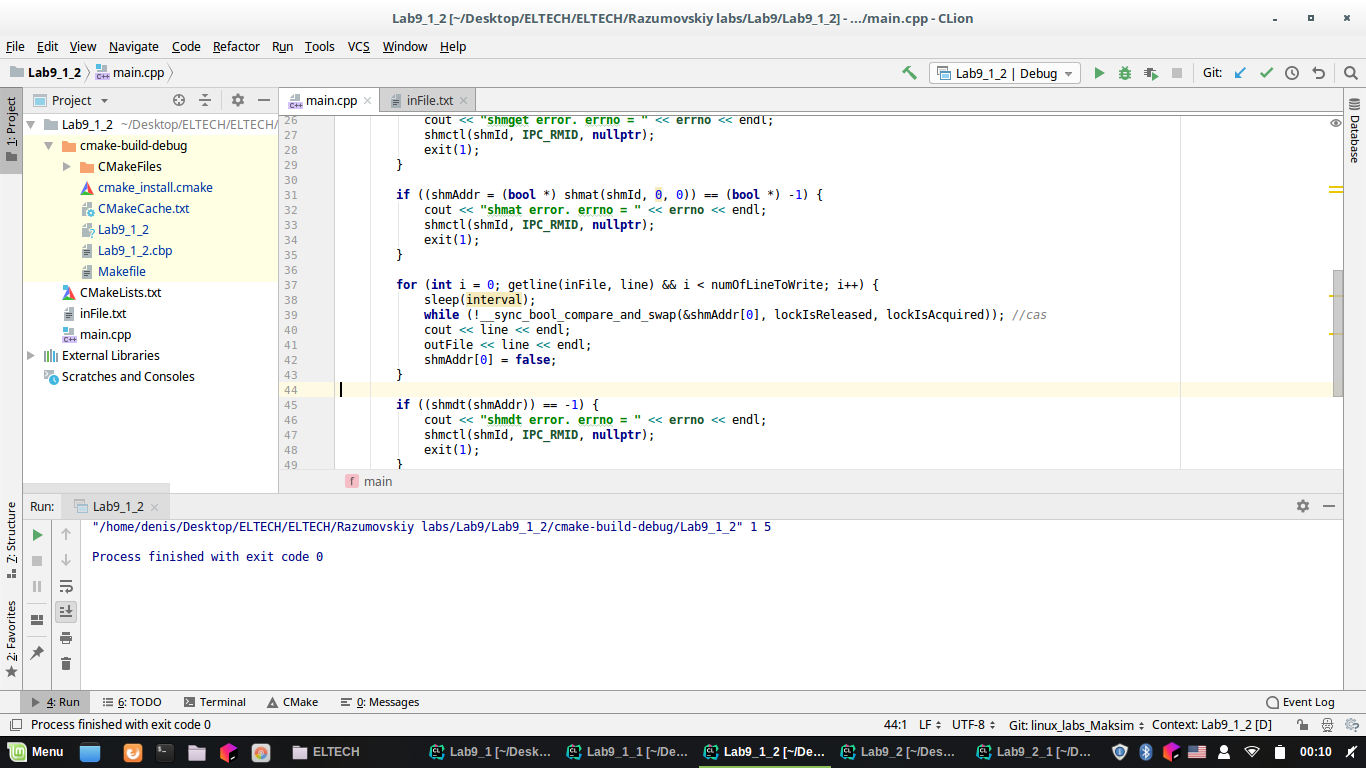 Lab9_1_2 [~/Desktop/ELTECH/ELTECH/Razumovskiy labs/Lab9/Lab9_1_2] - .../main.cpp - CLion
File Edit View Navigate Code Refactor Run Tools VCS Window Help
Lab9_1_2 main.cpp Lab9_1_2 | Debug Git:
1: Project
Project
main.cpp inFile.txt
Lab9_1_2 ~/Desktop/ELTECH/ELTECH/
cmake-build-debug
CMakeFiles
cmake_install.cmake
CMakeCache.txt
Lab9_1_2
Lab9_1_2.cbp
Makefile
CMakeLists.txt
inFile.txt
main.cpp
External Libraries
Scratches and Consoles
26 cout << "shmget error. errno = " << errno << endl;
27 shmctl(shmId, IPC_RMID, nullptr);
28 exit(1);
29 }
30
31 if ((shmAddr = (bool *) shmat(shmId, 0, 0)) == (bool *) -1) {
32 cout << "shmat error. errno = " << errno << endl;
33 shmctl(shmId, IPC_RMID, nullptr);
34 exit(1);
35 }
36
37 for (int i = 0; getline(inFile, line) && i < numOfLineToWrite; i++) {
38 sleep(interval);
39 while (!__sync_bool_compare_and_swap(&shmAddr[0], lockIsReleased, lockIsAcquired)); //cas
40 cout << line << endl;
41 outFile << line << endl;
42 shmAddr[0] = false;
43 }
44
45 if ((shmdt(shmAddr)) == -1) {
46 cout << "shmdt error. errno = " << errno << endl;
47 shmctl(shmId, IPC_RMID, nullptr);
48 exit(1);
49 }
f main
Database
Run: Lab9_1_2
"/home/denis/Desktop/ELTECH/ELTECH/Razumovskiy labs/Lab9/Lab9_1_2/cmake-build-debug/Lab9_1_2" 1 5
Process finished with exit code 0
7: Structure
2: Favorites
4: Run 6: TODO Terminal CMake 0: Messages Event Log
Process finished with exit code 0 44:1 LF UTF-8 Git: linux_labs_Maksim Context: Lab9_1_2 [D]
Menu ELTECH Lab9_1 [~/Desk... Lab9_1_1 [~/De... Lab9_1_2 [~/De... Lab9_2 [~/Des... Lab9_2_1 [~/D... 00:10